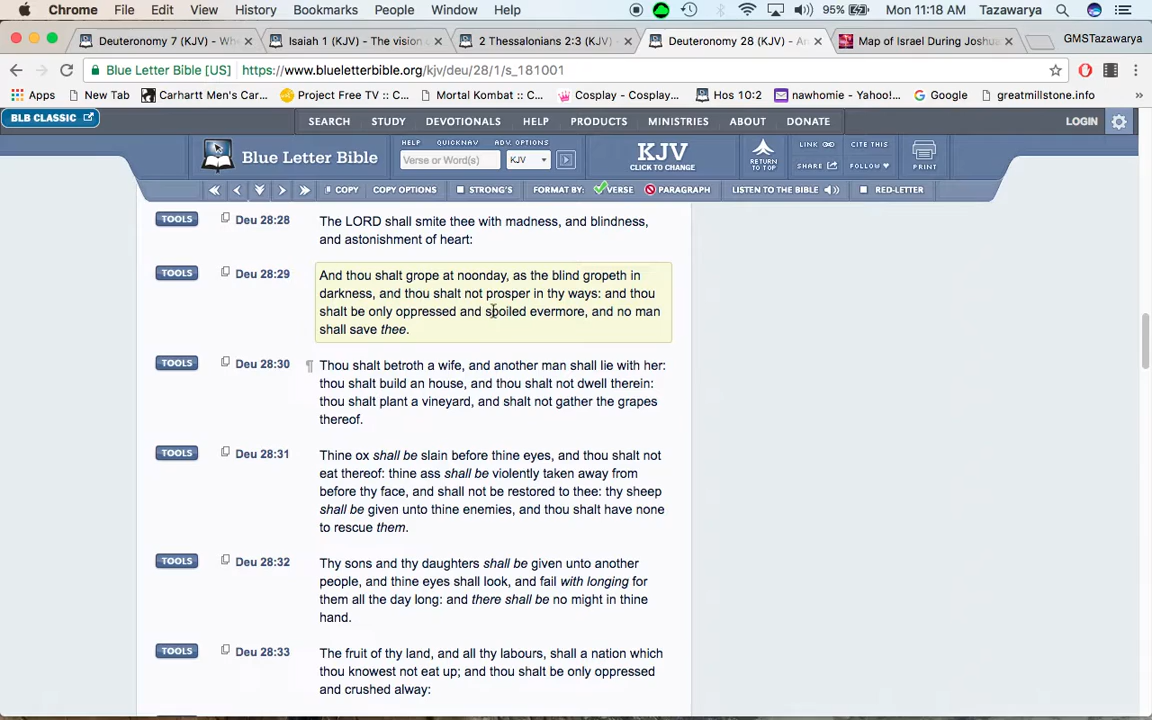 Chrome File Edit View History Bookmarks People Window Help 95% Mon 11:18 AM Tazawarya
Deuteronomy 7 (KJV) - Whe Isaiah 1 (KJV) - The vision 2 Thessalonians 2:3 (KJV) Deuteronomy 28 (KJV) - An Map of Israel During Joshua GMSTazawarya
Blue Letter Bible [US] https://www.blueletterbible.org/kjv/deu/28/1/s_181001
Apps New Tab Carhartt Men's Car... Project Free TV :: C... Mortal Kombat :: C... Cosplay - Cosplay... Hos 10:2 nawhomie - Yahoo!... Google greatmillstone.info »
BLB CLASSIC SEARCH STUDY DEVOTIONALS HELP PRODUCTS MINISTRIES ABOUT DONATE LOGIN
HELP QUICKNAV ADV. OPTIONS
Blue Letter Bible Verse or Word(s) KJV KJV CLICK TO CHANGE RETURN TO TOP LINK CITE THIS SHARE FOLLOW PRINT
COPY COPY OPTIONS STRONG'S FORMAT BY: VERSE PARAGRAPH LISTEN TO THE BIBLE RED-LETTER
TOOLS Deu 28:28 The LORD shall smite thee with madness, and blindness,
and astonishment of heart:
TOOLS Deu 28:29 And thou shalt grope at noonday, as the blind gropeth in
darkness, and thou shalt not prosper in thy ways: and thou
shalt be only oppressed and spoiled evermore, and no man
shall save thee.
TOOLS Deu 28:30 ¶ Thou shalt betroth a wife, and another man shall lie with her:
thou shalt build an house, and thou shalt not dwell therein:
thou shalt plant a vineyard, and shalt not gather the grapes
thereof.
TOOLS Deu 28:31 Thine ox shall be slain before thine eyes, and thou shalt not
eat thereof: thine ass shall be violently taken away from
before thy face, and shall not be restored to thee: thy sheep
shall be given unto thine enemies, and thou shalt have none
to rescue them.
TOOLS Deu 28:32 Thy sons and thy daughters shall be given unto another
people, and thine eyes shall look, and fail with longing for
them all the day long: and there shall be no might in thine
hand.
TOOLS Deu 28:33 The fruit of thy land, and all thy labours, shall a nation which
thou knowest not eat up; and thou shalt be only oppressed
and crushed alway: